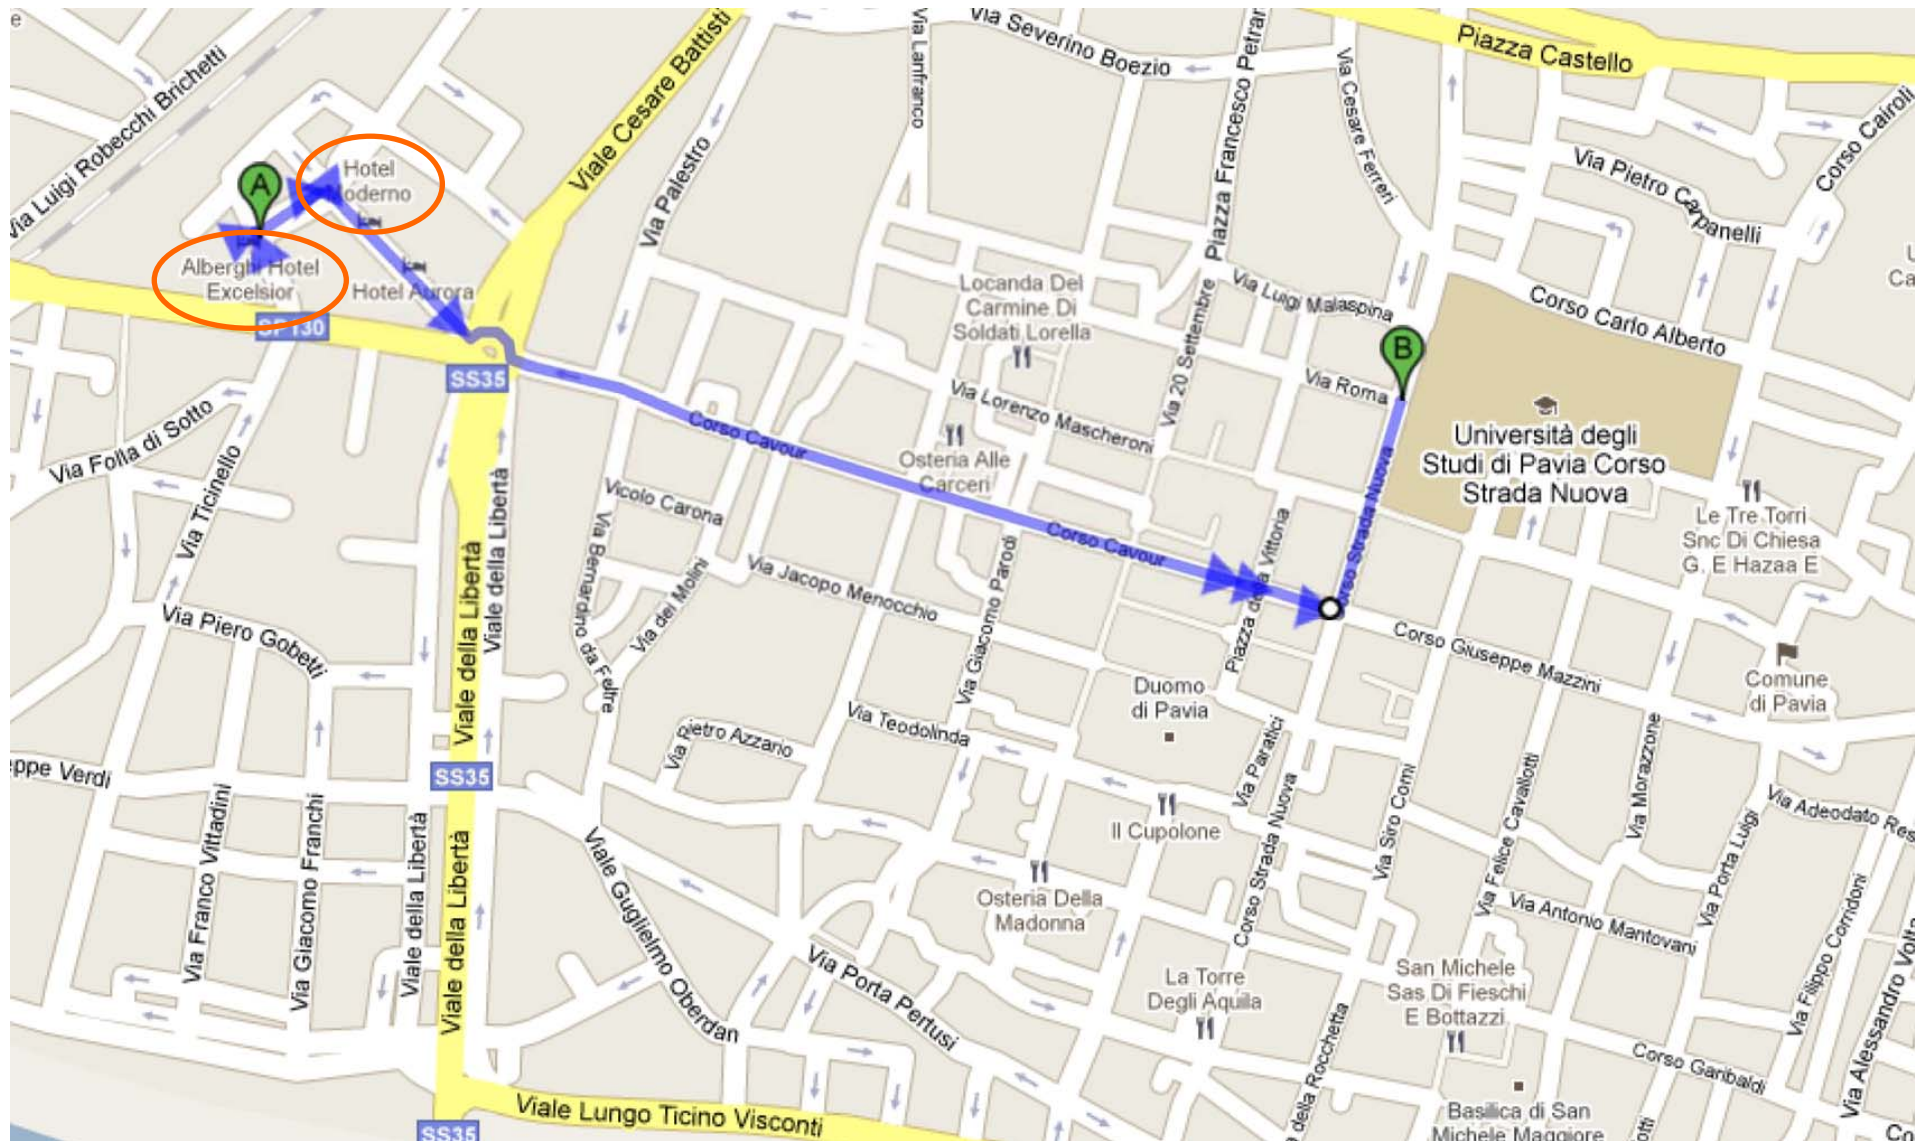 Via Severino Boezio
Via Lanfranco
Piazza Francesco Petrar
Piazza Castello
Viale Cesare Battisti
Via Cesare Ferreri
Corso Cairoli
Via Luigi Robecchi Brichetti
Via Palestro
Via Pietro Carpanelli
A
Hotel
Moderno
Alberghi Hotel
Excelsior
Hotel Aurora
SP130
SS35
Locanda Del
Carmine Di
Soldati Lorella
Via 20 Settembre
Via Luigi Malaspina
B
Via Roma
Corso Carlo Alberto
Università degli
Studi di Pavia Corso
Strada Nuova
Via Lorenzo Mascheroni
Corso Cavour
Osteria Alle
Carceri
Via Folla di Sotto
Via Ticinello
Viale della Libertà
Viale della Libertà
Vicolo Carona
Via Bernardino da Feltre
Via dei Molini
Via Jacopo Menocchio
Via Giacomo Parodi
Corso Cavour
Piazza della Vittoria
Corso Strada Nuova
Le Tre Torri
Snc Di Chiesa
G. E Hazaa E
Via Piero Gobetti
Corso Giuseppe Mazzini
Comune
di Pavia
Duomo
di Pavia
Via Pietro Azzario
Via Teodolinda
Via Paratici
Corso Strada Nuova
Via Siro Comi
Via Felice Cavallotti
Via Morazzone
Via Porta Luigi
Via Adeodato Res
eppe Verdi
SS35
Via Franco Vittadini
Via Giacomo Franchi
Viale della Libertà
Viale della Libertà
Viale Guglielmo Oberdan
Il Cupolone
Osteria Della
Madonna
Via Antonio Mantovani
Via Filippo Corridoni
Via Alessandro Volta
Via Porta Pertusi
La Torre
Degli Aquila
San Michele
Sas Di Fieschi
E Bottazzi
a della Rocchetta
Corso Garibaldi
Viale Lungo Ticino Visconti
SS35
Basilica di San
Michele Maggiore
otti
Co